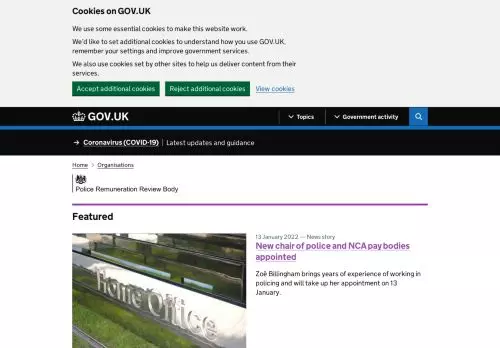 Cookies on GOV.UK
We use some essential cookies to make this website work.
We'd like to set additional cookies to understand how you use GOV.UK,
remember your settings and improve government services.
We also use cookies set by other sites to help us deliver content from their
services.
Accept additional cookies
Reject additional cookies
View cookies
GOV.UK
Topics
Government activity
→ Coronavirus (COVID-19) Latest updates and guidance
Home > Organisations
Police Remuneration Review Body
Featured
13 January 2022 — News story
New chair of police and NCA pay bodies
appointed
Zoë Billingham brings years of experience of working in
policing and will take up her appointment on 13
January.
Home Office